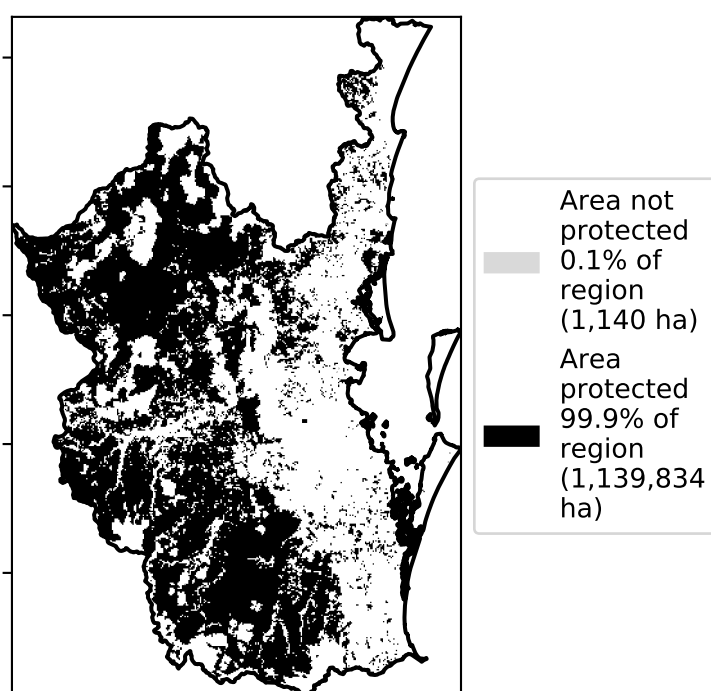 Area not
protected
0.1% of
region
(1,140 ha)
Area
protected
99.9% of
region
(1,139,834
ha)